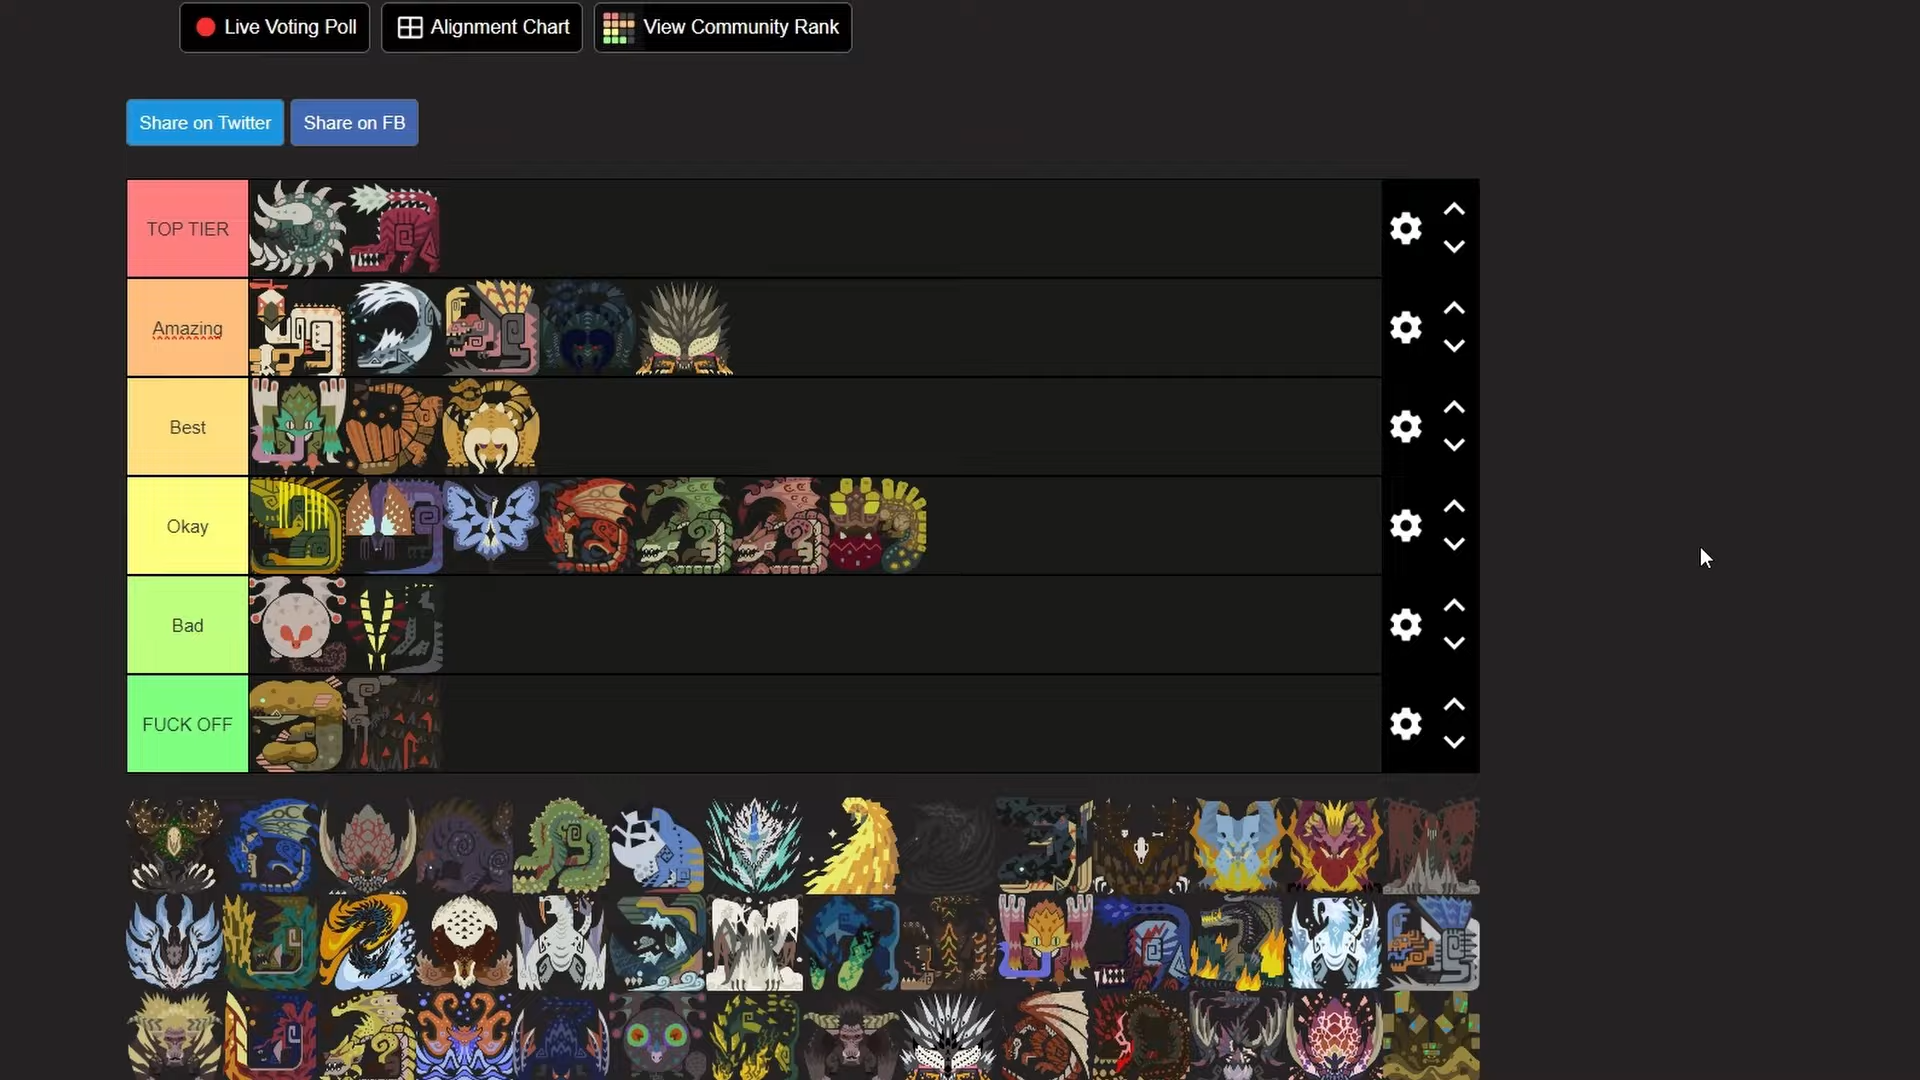 Live Voting Poll
Alignment Chart
View Community Rank
Share on Twitter
Share on FB
TOP TIER
Amazing
Best
Okay
Bad
FUCK OFF